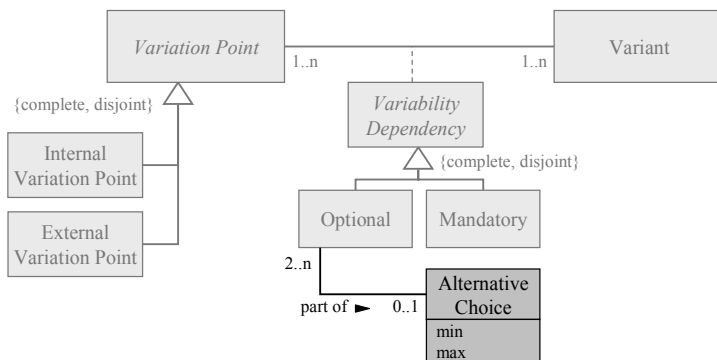 Variation Point
1..n
1..n
Variant
{complete, disjoint}
Variability
Dependency
Internal
Variation Point
{complete, disjoint}
External
Variation Point
Optional
Mandatory
2..n
part of ►
0..1
Alternative
Choice
min
max